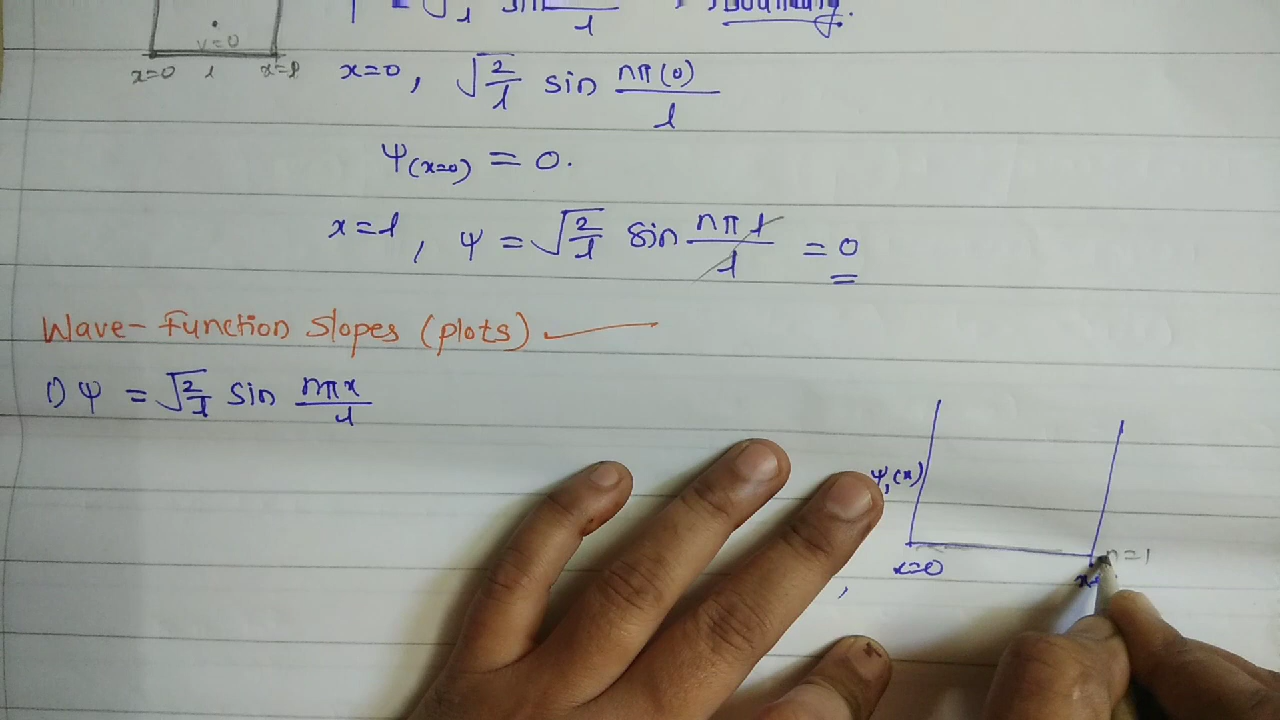 V=0
x=0 l x=l
x=0, √2/l sin nπ(0)/l
Ψ(x=0) = 0.
x=l, Ψ = √2/l sin nπl/l = 0
Wave-Function Slopes (plots)
1) Ψ = √2/l sin nπx/l
Ψ₁(x)
n=1
x=0